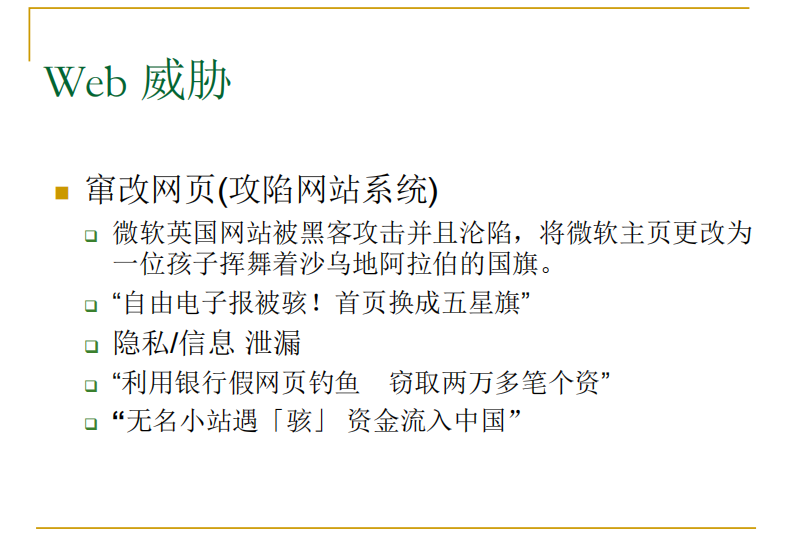 Web 威胁
窜改网页(攻陷网站系统)
微软英国网站被黑客攻击并且沦陷，将微软主页更改为
一位孩子挥舞着沙乌地阿拉伯的国旗。
“自由电子报被骇！首页换成五星旗”
隐私/信息 泄漏
“利用银行假网页钓鱼　窃取两万多笔个资”
“无名小站遇「骇」 资金流入中国”